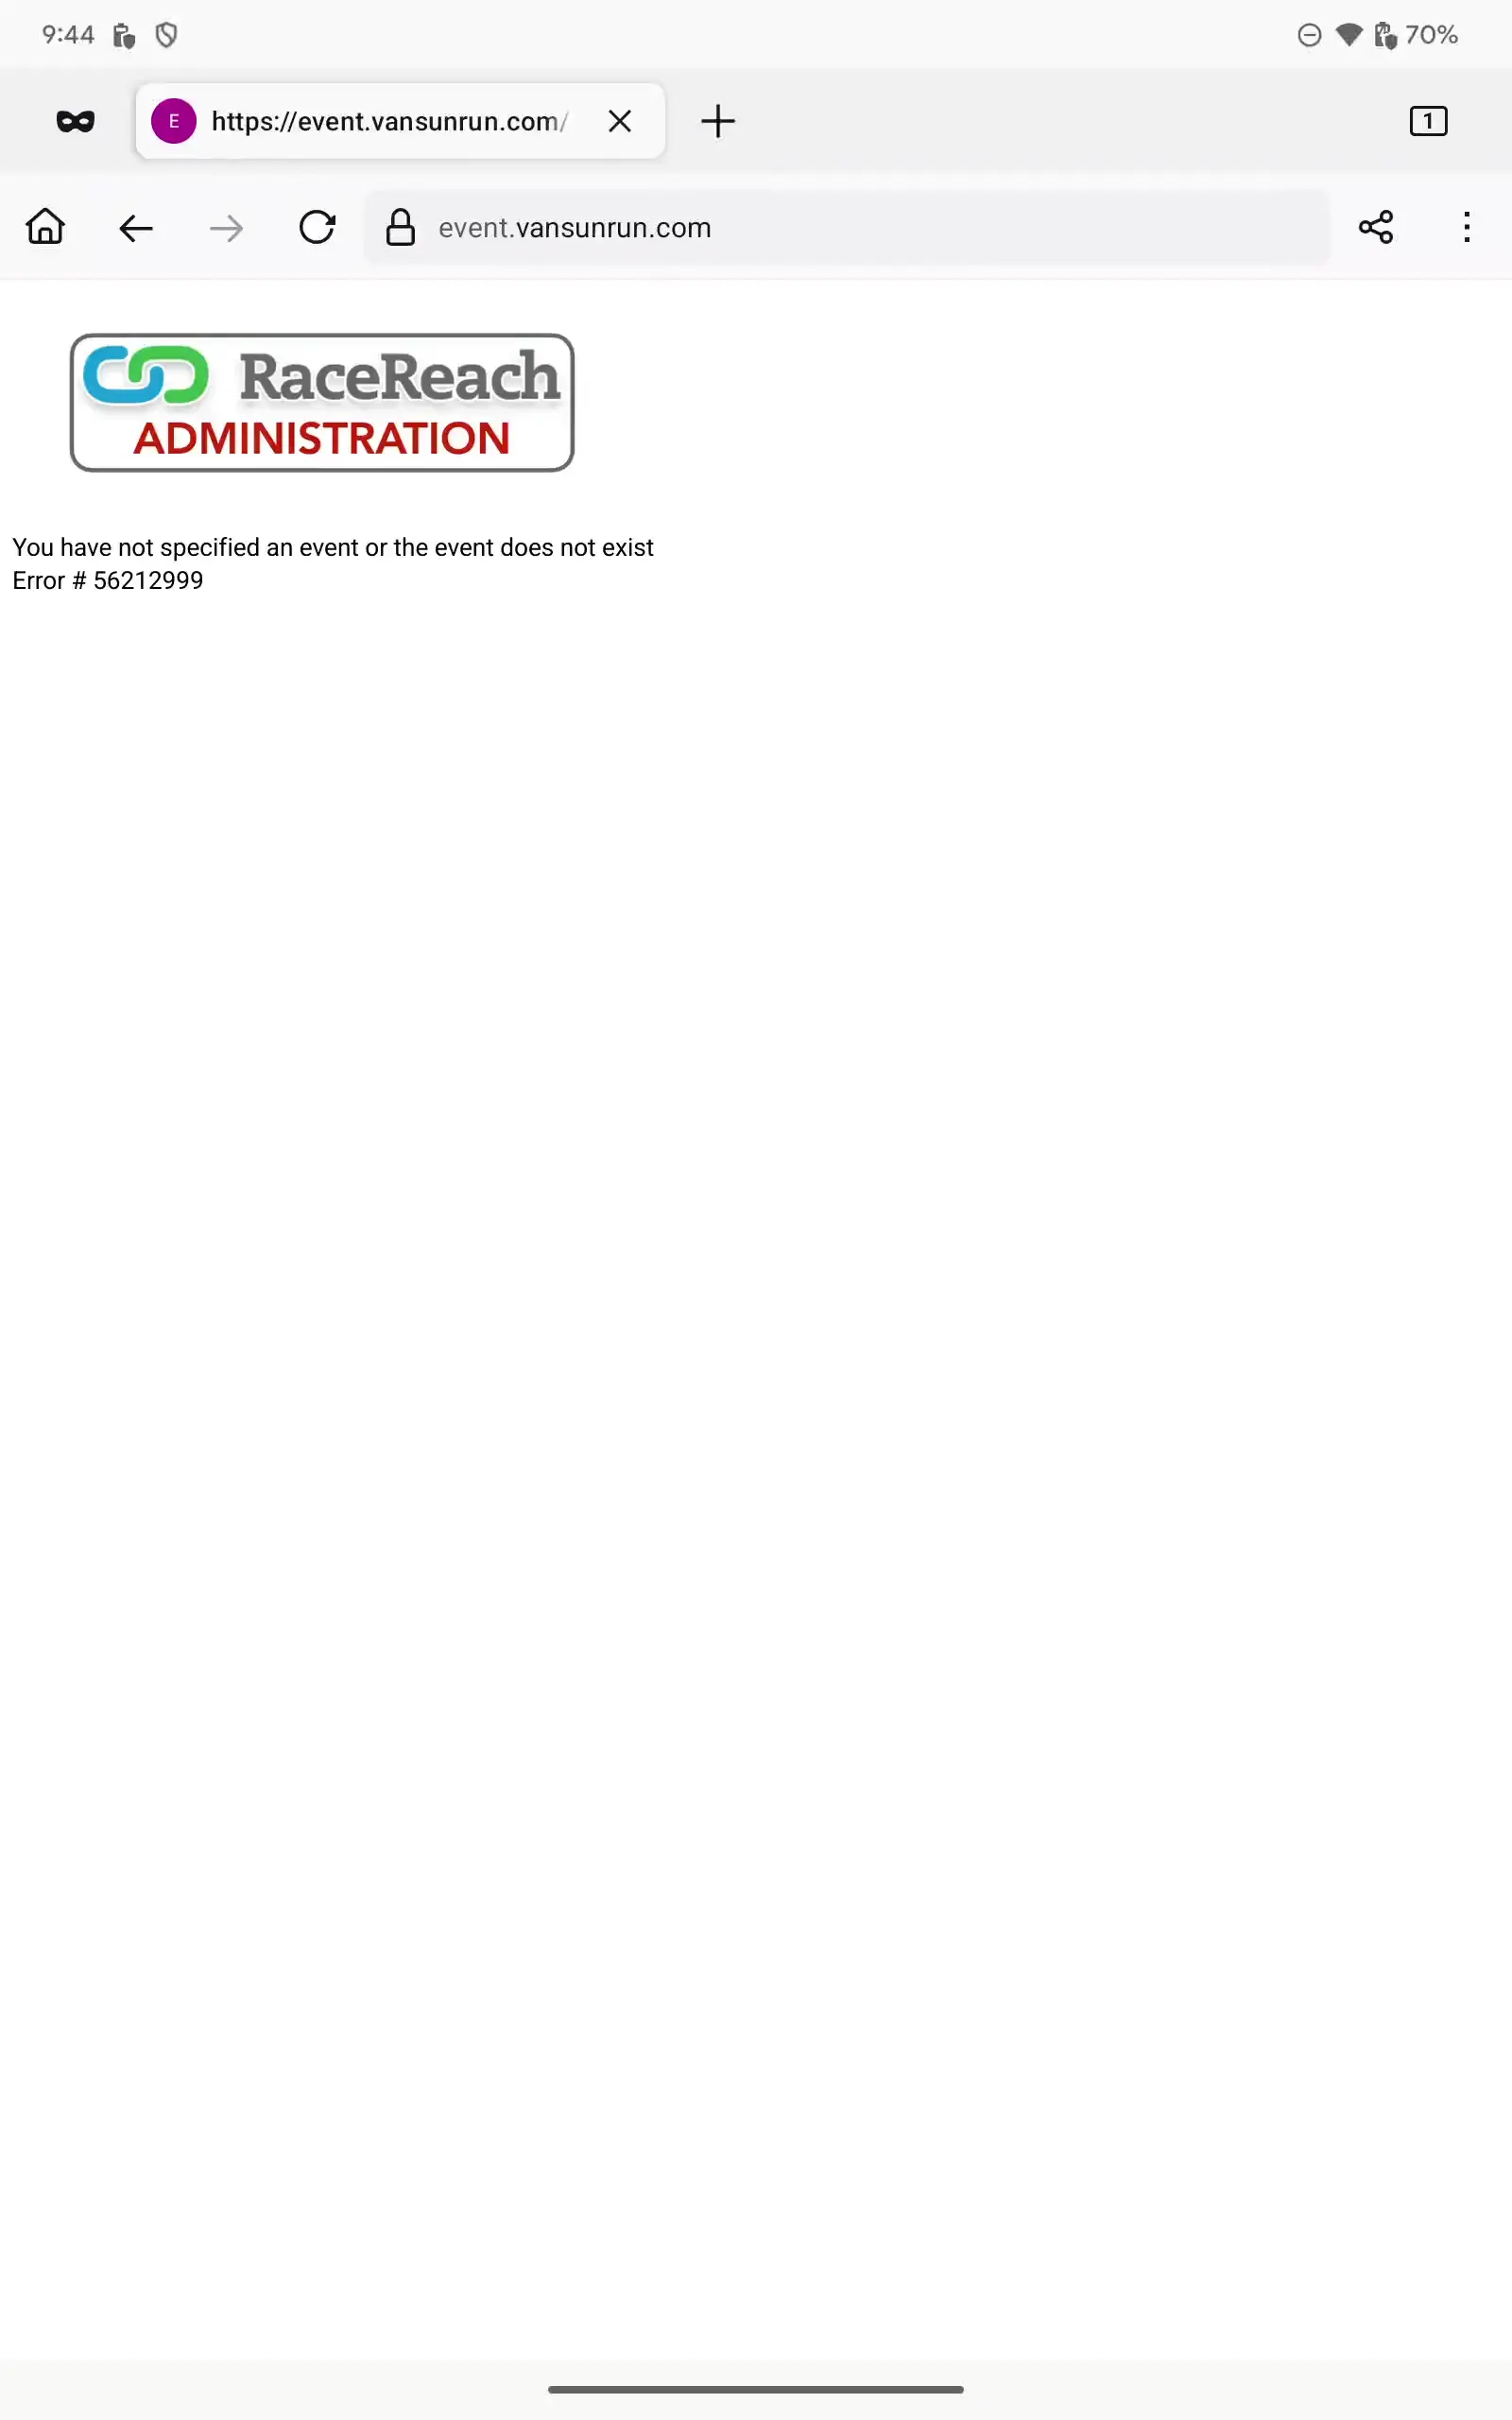 9:44
70%
E
https://event.vansunrun.com/
1
event.vansunrun.com
RaceReach
ADMINISTRATION
You have not specified an event or the event does not exist
Error # 56212999